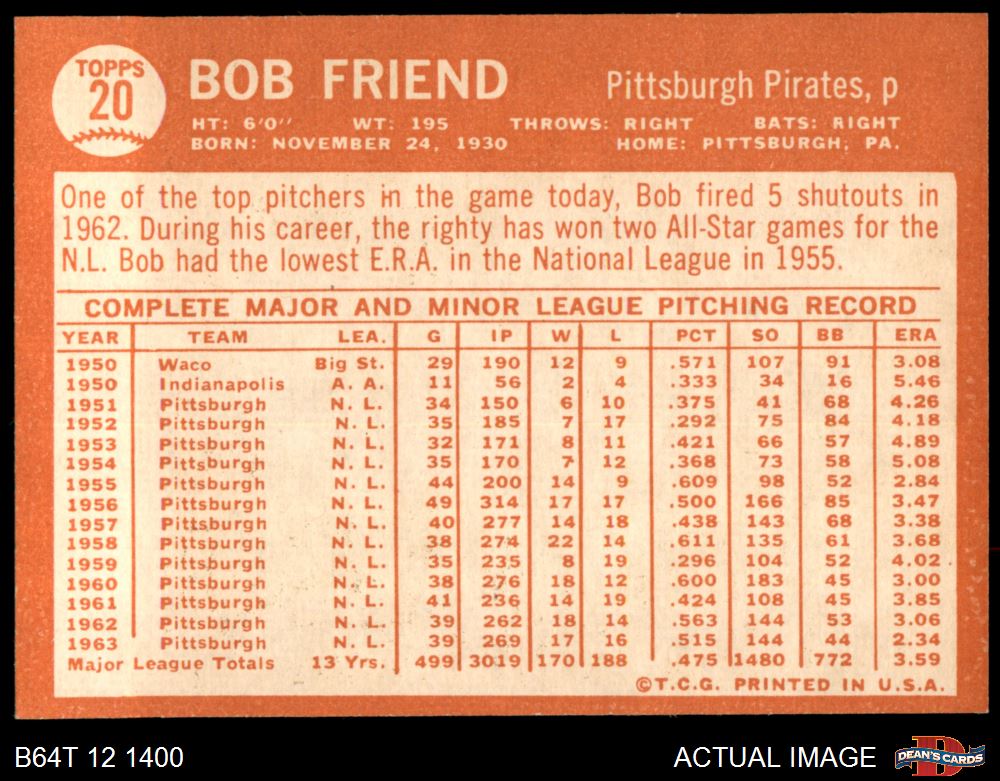 TOPPS
20
BOB FRIEND
Pittsburgh Pirates, p
HT: 6'0" WT: 195 THROWS: RIGHT BATS: RIGHT
BORN: NOVEMBER 24, 1930 HOME: PITTSBURGH, PA.
One of the top pitchers in the game today, Bob fired 5 shutouts in
1962. During his career, the righty has won two All-Star games for the
N.L. Bob had the lowest E.R.A. in the National League in 1955.
COMPLETE MAJOR AND MINOR LEAGUE PITCHING RECORD
YEAR TEAM LEA. G IP W L PCT SO BB ERA
1950 Waco Big St. 29 190 12 9 .571 107 91 3.08
1950 Indianapolis A. A. 11 56 2 4 .333 34 16 5.46
1951 Pittsburgh N. L. 34 150 6 10 .375 41 68 4.26
1952 Pittsburgh N. L. 35 185 7 17 .292 75 84 4.18
1953 Pittsburgh N. L. 32 171 8 11 .421 66 57 4.89
1954 Pittsburgh N. L. 35 170 7 12 .368 73 58 5.08
1955 Pittsburgh N. L. 44 200 14 9 .609 98 52 2.84
1956 Pittsburgh N. L. 49 314 17 17 .500 166 85 3.47
1957 Pittsburgh N. L. 40 277 14 18 .438 143 68 3.38
1958 Pittsburgh N. L. 38 274 22 14 .611 135 61 3.68
1959 Pittsburgh N. L. 35 235 8 19 .296 104 52 4.02
1960 Pittsburgh N. L. 38 276 18 12 .600 183 45 3.00
1961 Pittsburgh N. L. 41 236 14 19 .424 108 45 3.85
1962 Pittsburgh N. L. 39 262 18 14 .563 144 53 3.06
1963 Pittsburgh N. L. 39 269 17 16 .515 144 44 2.34
Major League Totals 13 Yrs. 499 3019 170 188 .475 1480 772 3.59
©T.C.G. PRINTED IN U.S.A.
B64T 12 1400
ACTUAL IMAGE
D
DEAN'S CARDS